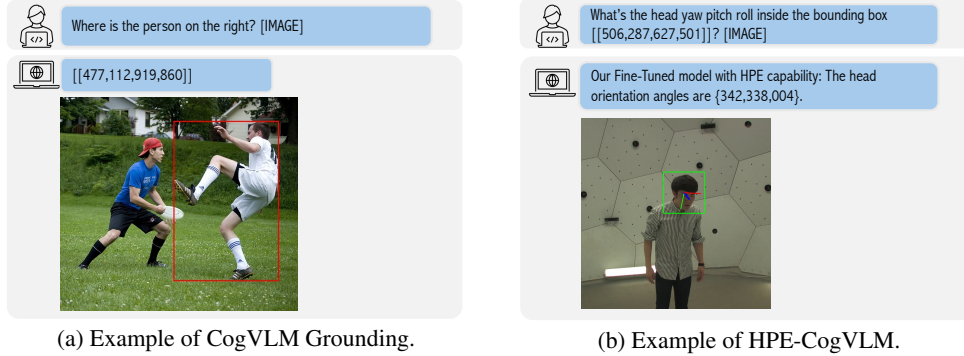 Where is the person on the right? [IMAGE]
[[477,112,919,860]]
(a) Example of CogVLM Grounding.
What's the head yaw pitch roll inside the bounding box
[[506,287,627,501]]? [IMAGE]
Our Fine-Tuned model with HPE capability: The head
orientation angles are {342,338,004}.
(b) Example of HPE-CogVLM.